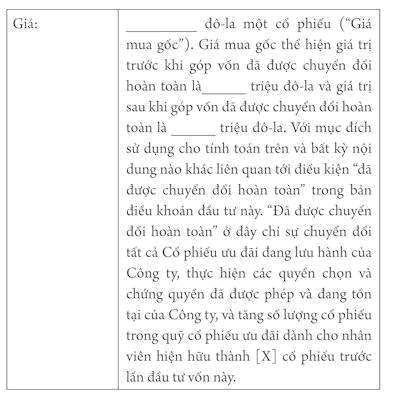 Giá:
__________ đô-la một cổ phiếu (“Giá
mua gốc”). Giá mua gốc thể hiện giá trị
trước khi góp vốn đã được chuyển đổi
hoàn toàn là______ triệu đô-la và giá trị
sau khi góp vốn đã được chuyển đổi hoàn
toàn là ______ triệu đô-la. Với mục đích
sử dụng cho tính toán trên và bất kỳ nội
dung nào khác liên quan tới điều kiện “đã
được chuyển đổi hoàn toàn” trong bản
điều khoản đầu tư này. “Đã được chuyển
đổi hoàn toàn” ở đây chỉ sự chuyển đổi
tất cả Cổ phiếu ưu đãi đang lưu hành của
Công ty, thực hiện các quyền chọn và
chứng quyền đã được phép và đang tồn
tại của Công ty, và tăng số lượng cổ phiếu
trong quỹ cổ phiếu ưu đãi dành cho nhân
viên hiện hữu thành [X] cổ phiếu trước
lần đầu tư vốn này.